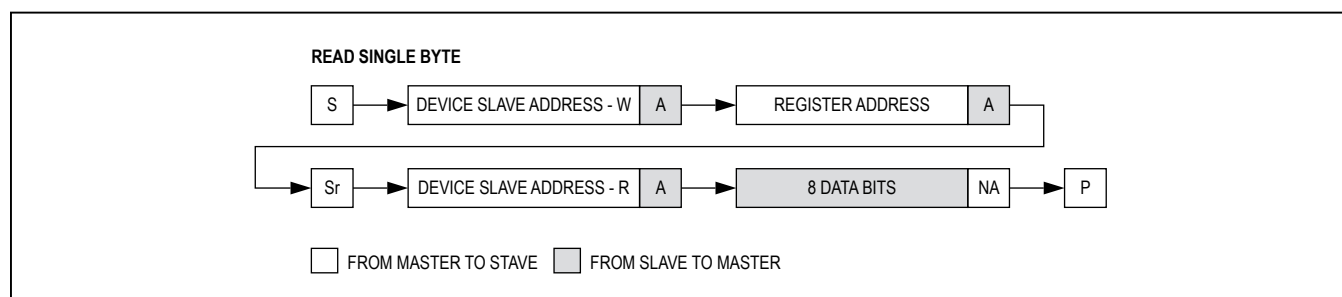 READ SINGLE BYTE
S DEVICE SLAVE ADDRESS - W A REGISTER ADDRESS A
Sr DEVICE SLAVE ADDRESS - R A 8 DATA BITS NA P
FROM MASTER TO STAVE FROM SLAVE TO MASTER